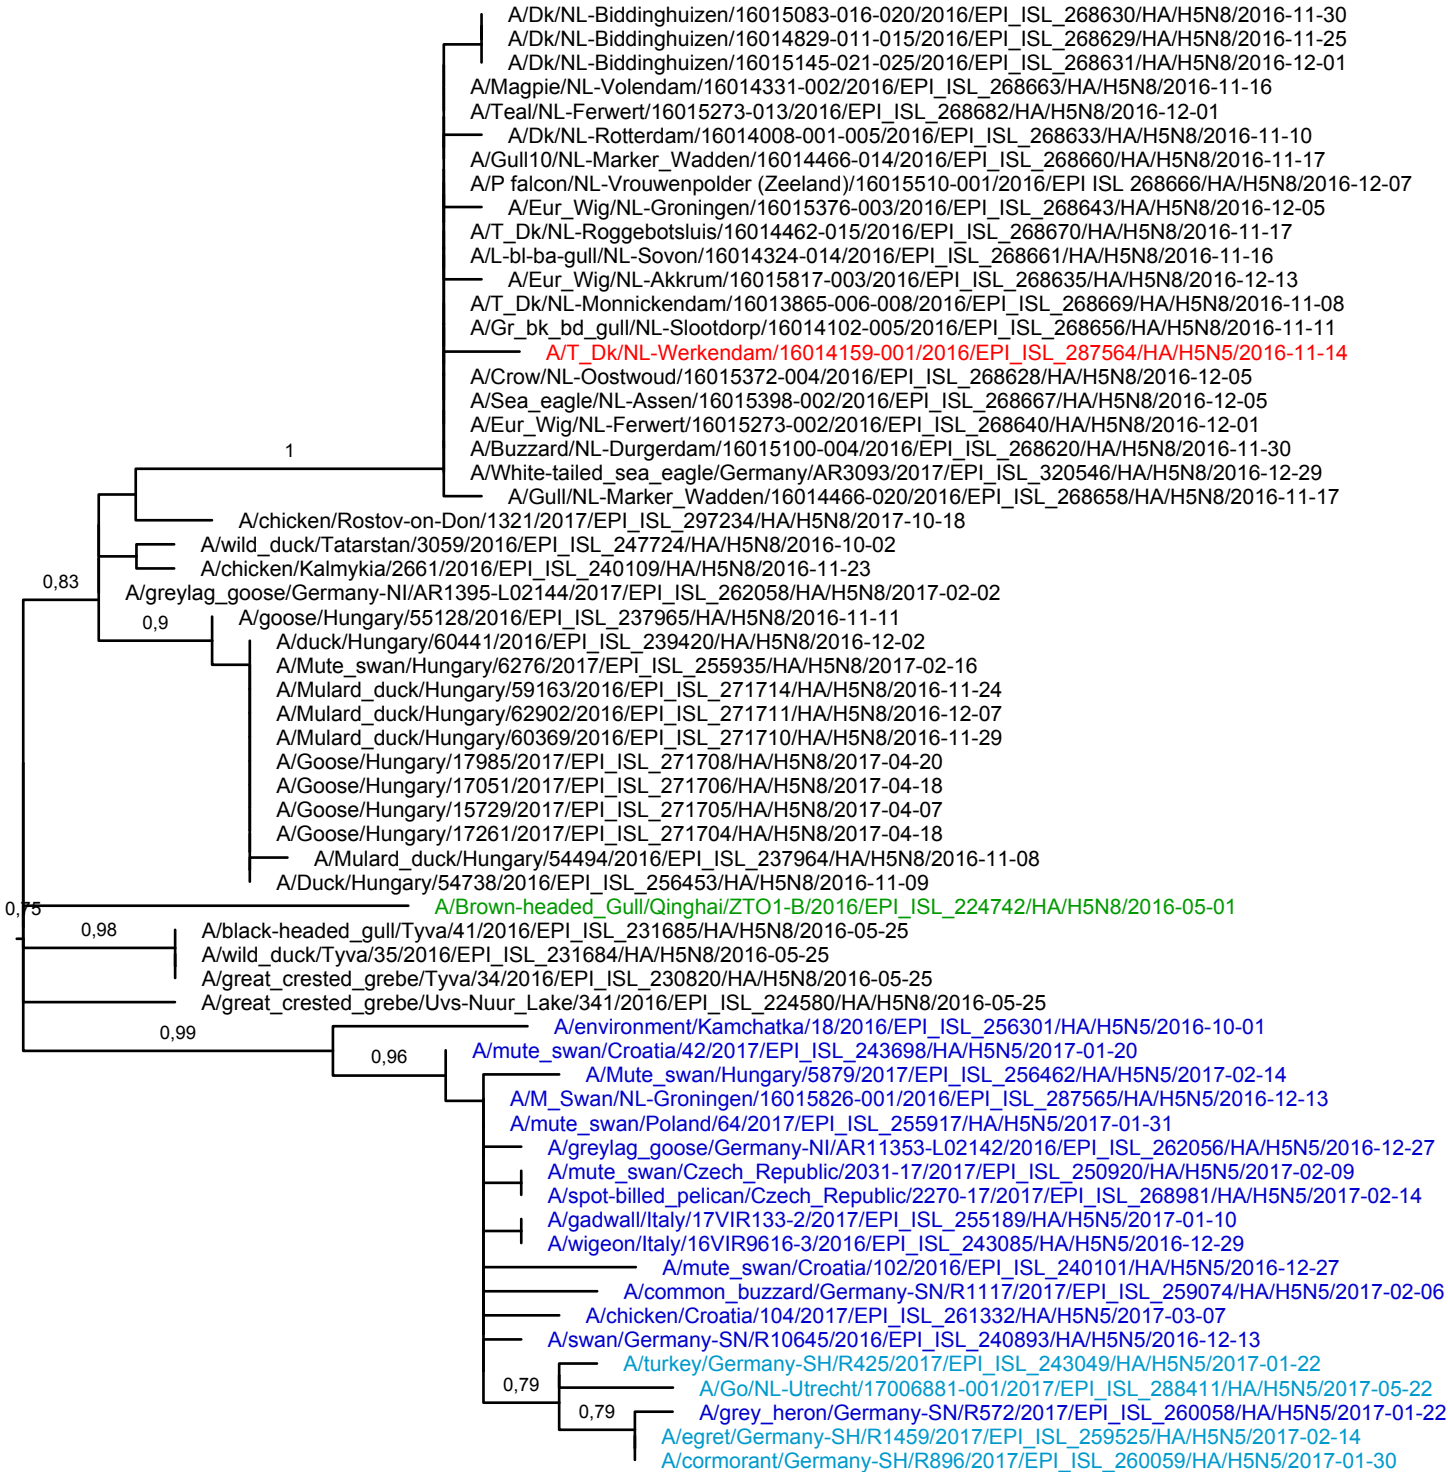 A/Dk/NL-Biddinghuizen/16015083-016-020/2016/EPI_ISL_268630/HA/H5N8/2016-11-30
A/Dk/NL-Biddinghuizen/16014829-011-015/2016/EPI_ISL_268629/HA/H5N8/2016-11-25
A/Dk/NL-Biddinghuizen/16015145-021-025/2016/EPI_ISL_268631/HA/H5N8/2016-12-01
A/Magpie/NL-Volendam/16014331-002/2016/EPI_ISL_268663/HA/H5N8/2016-11-16
A/Teal/NL-Ferwert/16015273-013/2016/EPI_ISL_268682/HA/H5N8/2016-12-01
A/Dk/NL-Rotterdam/16014008-001-005/2016/EPI_ISL_268633/HA/H5N8/2016-11-10
A/Gull10/NL-Marker_Wadden/16014466-014/2016/EPI_ISL_268660/HA/H5N8/2016-11-17
A/P falcon/NL-Vrouwenpolder (Zeeland)/16015510-001/2016/EPI ISL 268666/HA/H5N8/2016-12-07
A/Eur_Wig/NL-Groningen/16015376-003/2016/EPI_ISL_268643/HA/H5N8/2016-12-05
A/T_Dk/NL-Roggebotsluis/16014462-015/2016/EPI_ISL_268670/HA/H5N8/2016-11-17
A/L-bl-ba-gull/NL-Sovon/16014324-014/2016/EPI_ISL_268661/HA/H5N8/2016-11-16
A/Eur_Wig/NL-Akkrum/16015817-003/2016/EPI_ISL_268635/HA/H5N8/2016-12-13
A/T_Dk/NL-Monnickendam/16013865-006-008/2016/EPI_ISL_268669/HA/H5N8/2016-11-08
A/Gr_bk_bd_gull/NL-Slootdorp/16014102-005/2016/EPI_ISL_268656/HA/H5N8/2016-11-11
A/T_Dk/NL-Werkendam/16014159-001/2016/EPI_ISL_287564/HA/H5N5/2016-11-14
A/Crow/NL-Oostwoud/16015372-004/2016/EPI_ISL_268628/HA/H5N8/2016-12-05
A/Sea_eagle/NL-Assen/16015398-002/2016/EPI_ISL_268667/HA/H5N8/2016-12-05
A/Eur_Wig/NL-Ferwert/16015273-002/2016/EPI_ISL_268640/HA/H5N8/2016-12-01
A/Buzzard/NL-Durgerdam/16015100-004/2016/EPI_ISL_268620/HA/H5N8/2016-11-30
1
A/White-tailed_sea_eagle/Germany/AR3093/2017/EPI_ISL_320546/HA/H5N8/2016-12-29
A/Gull/NL-Marker_Wadden/16014466-020/2016/EPI_ISL_268658/HA/H5N8/2016-11-17
A/chicken/Rostov-on-Don/1321/2017/EPI_ISL_297234/HA/H5N8/2017-10-18
A/wild_duck/Tatarstan/3059/2016/EPI_ISL_247724/HA/H5N8/2016-10-02
A/chicken/Kalmykia/2661/2016/EPI_ISL_240109/HA/H5N8/2016-11-23
0,83
A/greylag_goose/Germany-NI/AR1395-L02144/2017/EPI_ISL_262058/HA/H5N8/2017-02-02
0,9
A/goose/Hungary/55128/2016/EPI_ISL_237965/HA/H5N8/2016-11-11
A/duck/Hungary/60441/2016/EPI_ISL_239420/HA/H5N8/2016-12-02
A/Mute_swan/Hungary/6276/2017/EPI_ISL_255935/HA/H5N8/2017-02-16
A/Mulard_duck/Hungary/59163/2016/EPI_ISL_271714/HA/H5N8/2016-11-24
A/Mulard_duck/Hungary/62902/2016/EPI_ISL_271711/HA/H5N8/2016-12-07
A/Mulard_duck/Hungary/60369/2016/EPI_ISL_271710/HA/H5N8/2016-11-29
A/Goose/Hungary/17985/2017/EPI_ISL_271708/HA/H5N8/2017-04-20
A/Goose/Hungary/17051/2017/EPI_ISL_271706/HA/H5N8/2017-04-18
A/Goose/Hungary/15729/2017/EPI_ISL_271705/HA/H5N8/2017-04-07
A/Goose/Hungary/17261/2017/EPI_ISL_271704/HA/H5N8/2017-04-18
A/Mulard_duck/Hungary/54494/2016/EPI_ISL_237964/HA/H5N8/2016-11-08
A/Duck/Hungary/54738/2016/EPI_ISL_256453/HA/H5N8/2016-11-09
0,75
A/Brown-headed_Gull/Qinghai/ZTO1-B/2016/EPI_ISL_224742/HA/H5N8/2016-05-01
0,98
A/black-headed_gull/Tyva/41/2016/EPI_ISL_231685/HA/H5N8/2016-05-25
A/wild_duck/Tyva/35/2016/EPI_ISL_231684/HA/H5N8/2016-05-25
A/great_crested_grebe/Tyva/34/2016/EPI_ISL_230820/HA/H5N8/2016-05-25
A/great_crested_grebe/Uvs-Nuur_Lake/341/2016/EPI_ISL_224580/HA/H5N8/2016-05-25
A/environment/Kamchatka/18/2016/EPI_ISL_256301/HA/H5N5/2016-10-01
0,99
0,96
A/mute_swan/Croatia/42/2017/EPI_ISL_243698/HA/H5N5/2017-01-20
A/Mute_swan/Hungary/5879/2017/EPI_ISL_256462/HA/H5N5/2017-02-14
A/M_Swan/NL-Groningen/16015826-001/2016/EPI_ISL_287565/HA/H5N5/2016-12-13
A/mute_swan/Poland/64/2017/EPI_ISL_255917/HA/H5N5/2017-01-31
A/greylag_goose/Germany-NI/AR11353-L02142/2016/EPI_ISL_262056/HA/H5N5/2016-12-27
A/mute_swan/Czech_Republic/2031-17/2017/EPI_ISL_250920/HA/H5N5/2017-02-09
A/spot-billed_pelican/Czech_Republic/2270-17/2017/EPI_ISL_268981/HA/H5N5/2017-02-14
A/gadwall/Italy/17VIR133-2/2017/EPI_ISL_255189/HA/H5N5/2017-01-10
A/wigeon/Italy/16VIR9616-3/2016/EPI_ISL_243085/HA/H5N5/2016-12-29
A/mute_swan/Croatia/102/2016/EPI_ISL_240101/HA/H5N5/2016-12-27
A/common_buzzard/Germany-SN/R1117/2017/EPI_ISL_259074/HA/H5N5/2017-02-06
A/chicken/Croatia/104/2017/EPI_ISL_261332/HA/H5N5/2017-03-07
A/swan/Germany-SN/R10645/2016/EPI_ISL_240893/HA/H5N5/2016-12-13
A/turkey/Germany-SH/R425/2017/EPI_ISL_243049/HA/H5N5/2017-01-22
0,79
A/Go/NL-Utrecht/17006881-001/2017/EPI_ISL_288411/HA/H5N5/2017-05-22
0,79
A/grey_heron/Germany-SN/R572/2017/EPI_ISL_260058/HA/H5N5/2017-01-22
A/egret/Germany-SH/R1459/2017/EPI_ISL_259525/HA/H5N5/2017-02-14
A/cormorant/Germany-SH/R896/2017/EPI_ISL_260059/HA/H5N5/2017-01-30